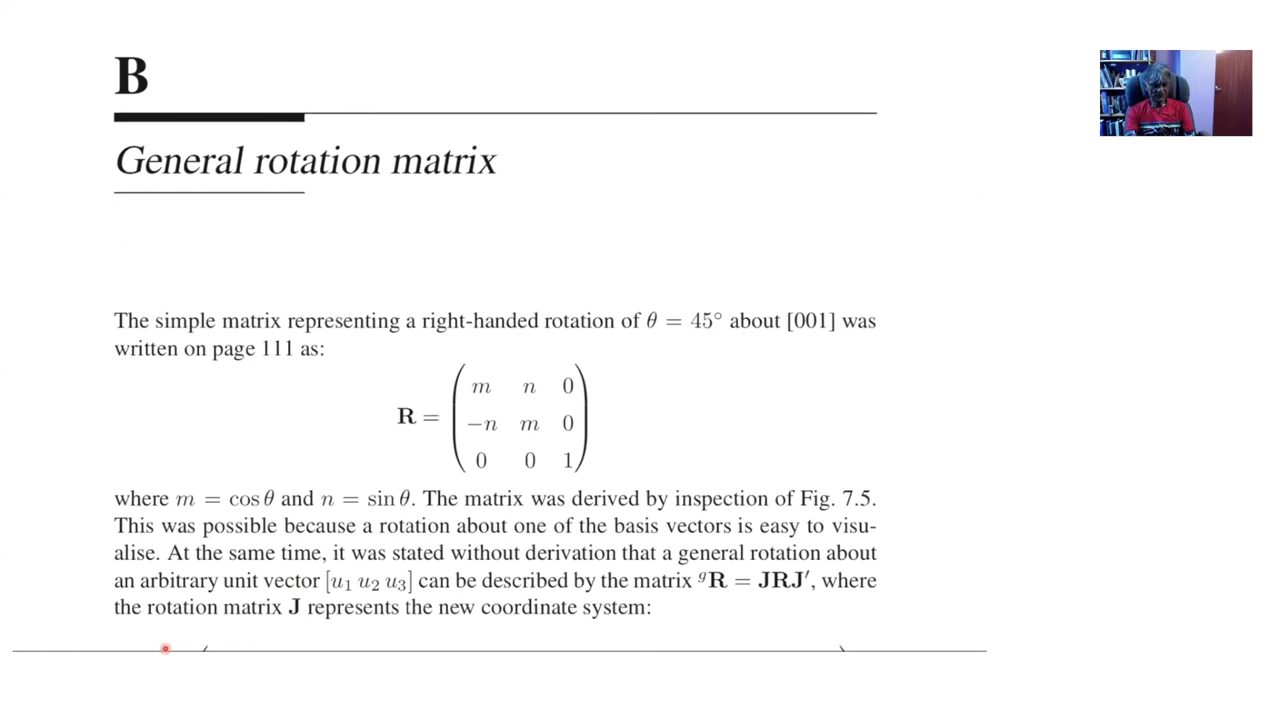 B
General rotation matrix
The simple matrix representing a right-handed rotation of θ = 45° about [001] was
written on page 111 as:
R = ( m n 0
−n m 0
0 0 1 )
where m = cos θ and n = sin θ. The matrix was derived by inspection of Fig. 7.5.
This was possible because a rotation about one of the basis vectors is easy to visu-
alise. At the same time, it was stated without derivation that a general rotation about
an arbitrary unit vector [u₁ u₂ u₃] can be described by the matrix ᵍR = JRJ′, where
the rotation matrix J represents the new coordinate system: